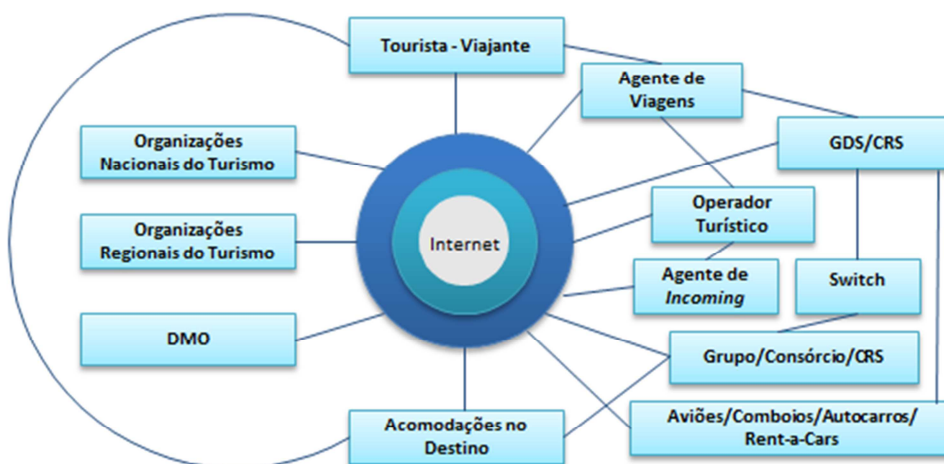 Tourista - Viajante
Agente de
Viagens
Organizações
Nacionais do Turismo
GDS/CRS
Organizações
Regionais do Turismo
Internet
Operador
Turístico
Agente de
Incoming
Switch
DMO
Grupo/Consórcio/CRS
Acomodações no
Destino
Aviões/Comboios/Autocarros/
Rent-a-Cars